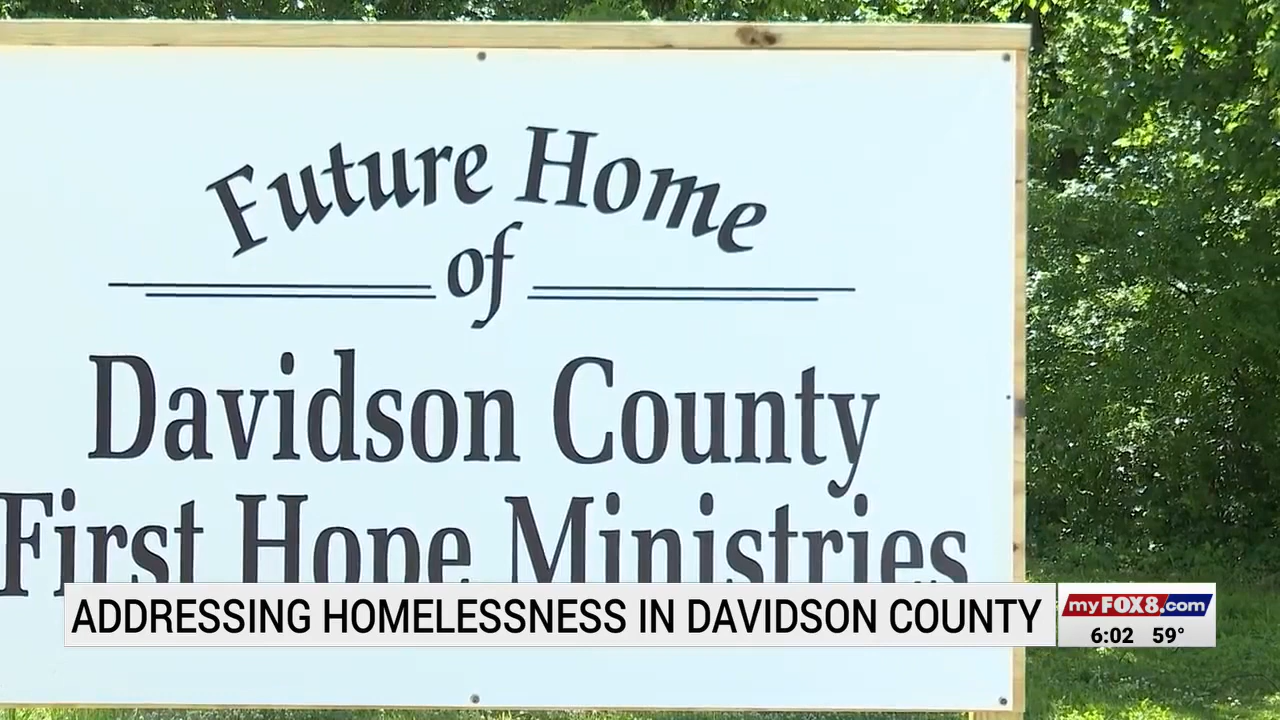 Future Home
of
Davidson County
First Hope Ministries
ADDRESSING HOMELESSNESS IN DAVIDSON COUNTY
myFOX8.com
6:02 59°